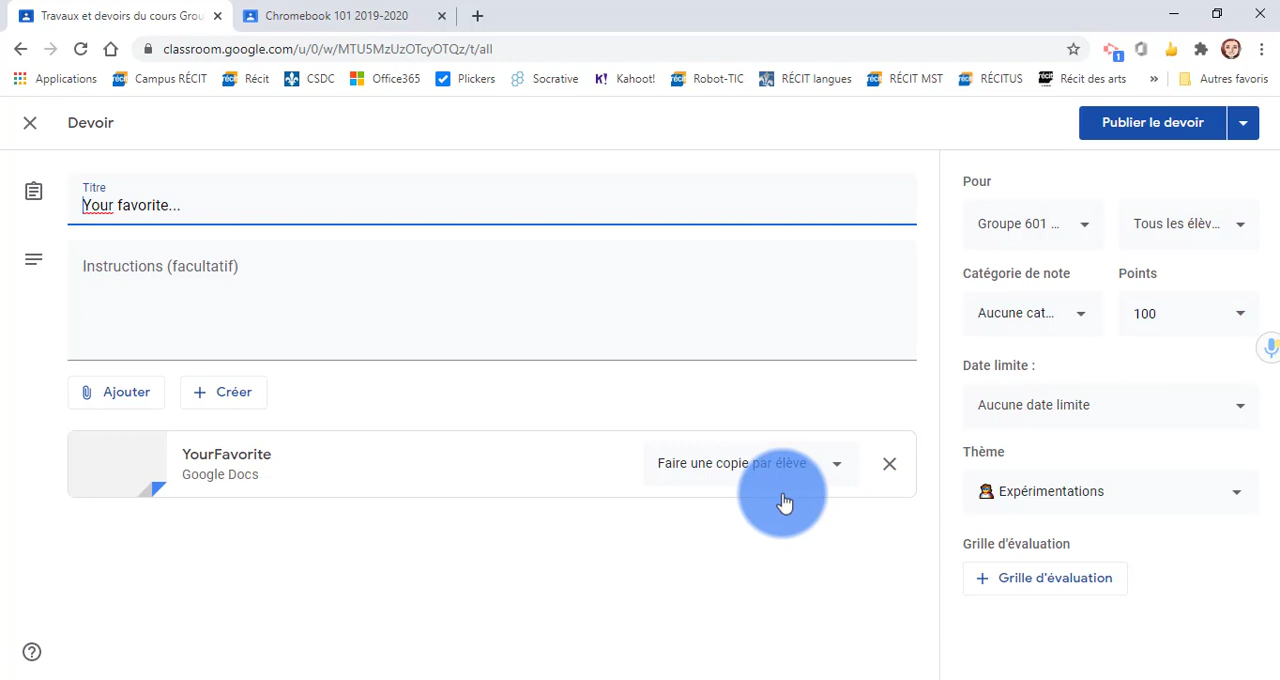 Travaux et devoirs du cours Grou
Chromebook 101 2019-2020
classroom.google.com/u/0/w/MTU5MzUzOTcyOTQz/t/all
1
Applications Campus RÉCIT Récit CSDC Office365 Plickers Socrative K! Kahoot! Robot-TIC RÉCIT langues RÉCIT MST RÉCITUS Récit des arts » Autres favoris
Devoir
Publier le devoir
Titre
Your favorite...
Instructions (facultatif)
Ajouter
Créer
YourFavorite
Google Docs
Faire une copie par élève
Pour
Groupe 601 ...
Tous les élèv...
Catégorie de note
Points
Aucune cat...
100
Date limite :
Aucune date limite
Thème
Expérimentations
Grille d'évaluation
Grille d'évaluation